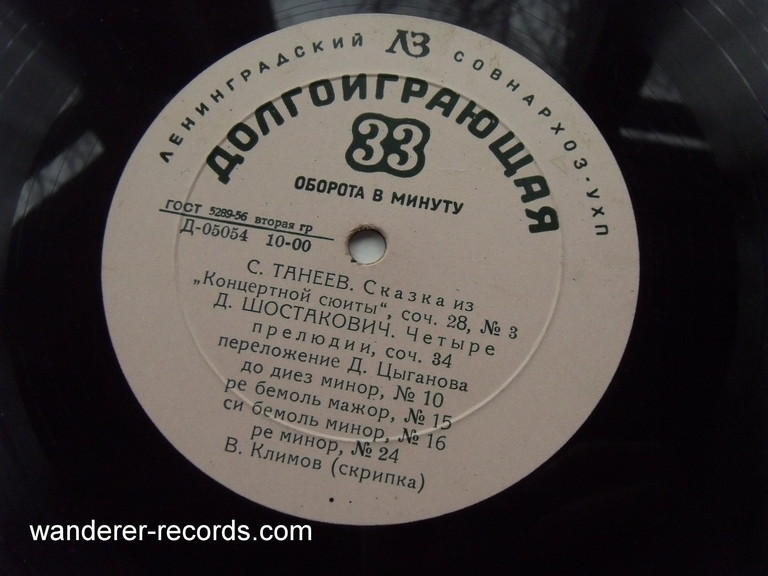 ЛЕНИНГРАДСКИЙ ЛЗ СОВНАРХОЗ-УХП
ДОЛГОИГРАЮЩАЯ
33
ОБОРОТА В МИНУТУ
ГОСТ 5289-56 вторая гр
Д-05054 10-00
С. ТАНЕЕВ. Сказка из
„Концертной сюиты", соч. 28, № 3
Д. ШОСТАКОВИЧ. Четыре
прелюдии, соч. 34
переложение Д. Цыганова
до диез минор, № 10
ре бемоль мажор, № 15
си бемоль минор, № 16
ре минор, № 24
В. Климов (скрипка)
wanderer-records.com